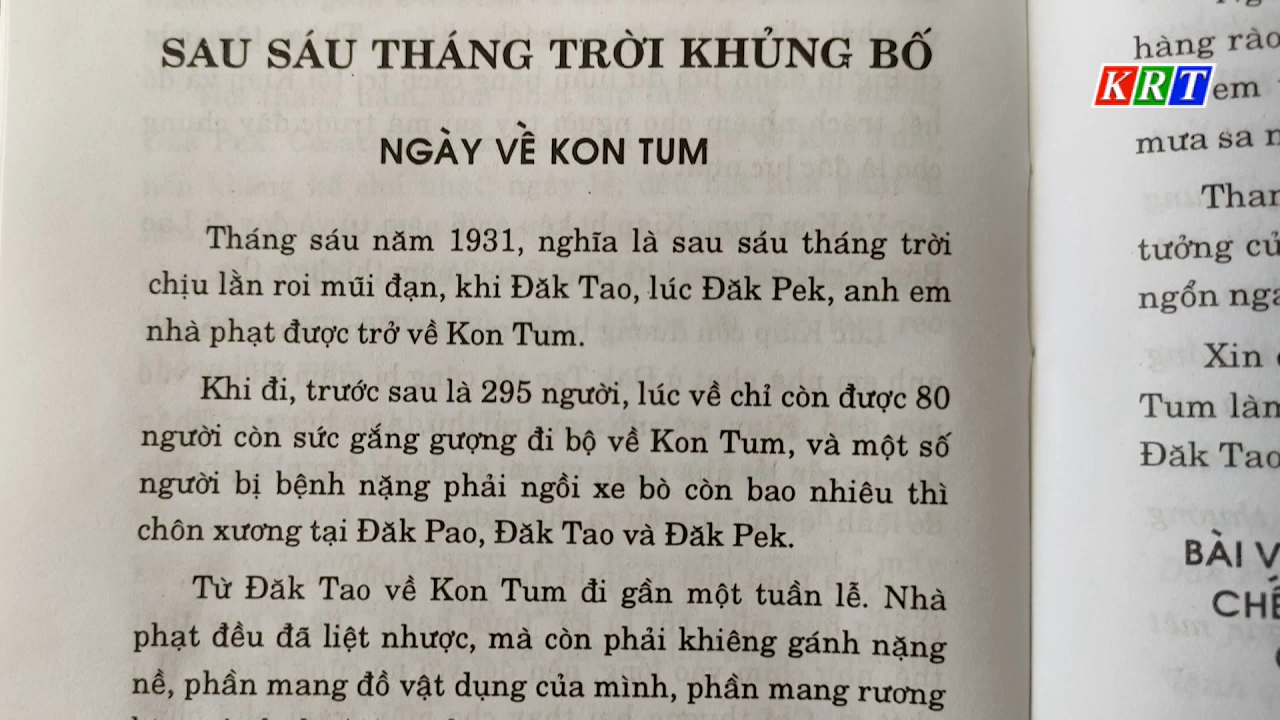 SAU SÁU THÁNG TRỜI KHỦNG BỐ
NGÀY VỀ KON TUM
Tháng sáu năm 1931, nghĩa là sau sáu tháng trời
chịu lằn roi mũi đạn, khi Đăk Tao, lúc Đăk Pek, anh em
nhà phạt được trở về Kon Tum.
Khi đi, trước sau là 295 người, lúc về chỉ còn được 80
người còn sức gắng gượng đi bộ về Kon Tum, và một số
người bị bệnh nặng phải ngồi xe bò còn bao nhiêu thì
chôn xương tại Đăk Pao, Đăk Tao và Đăk Pek.
Từ Đăk Tao về Kon Tum đi gần một tuần lễ. Nhà
phạt đều đã liệt nhược, mà còn phải khiêng gánh nặng
nề, phần mang đồ vật dụng của mình, phần mang rương
hàng rào
KRT
em
mưa sa
tưởng
Xin
Tum làn
Đăk Tao
BÀI V